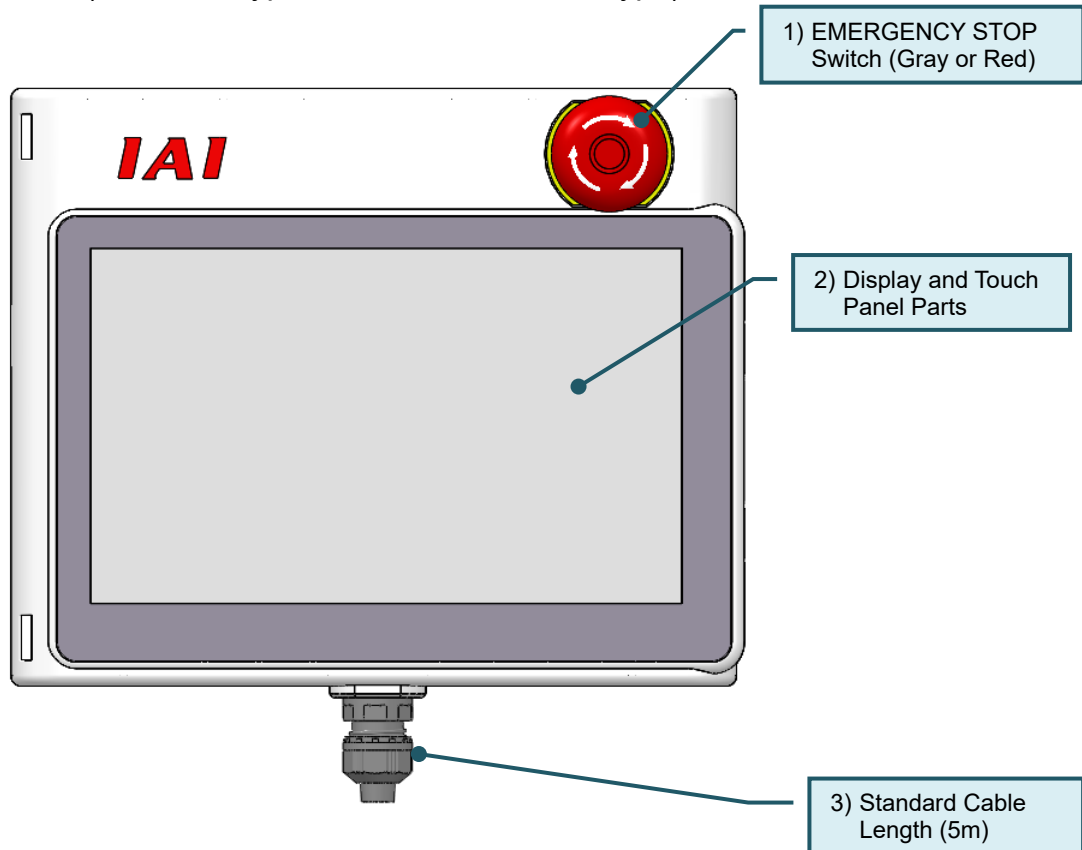 1) EMERGENCY STOP
Switch (Gray or Red)
IAI
2) Display and Touch
Panel Parts
3) Standard Cable
Length (5m)